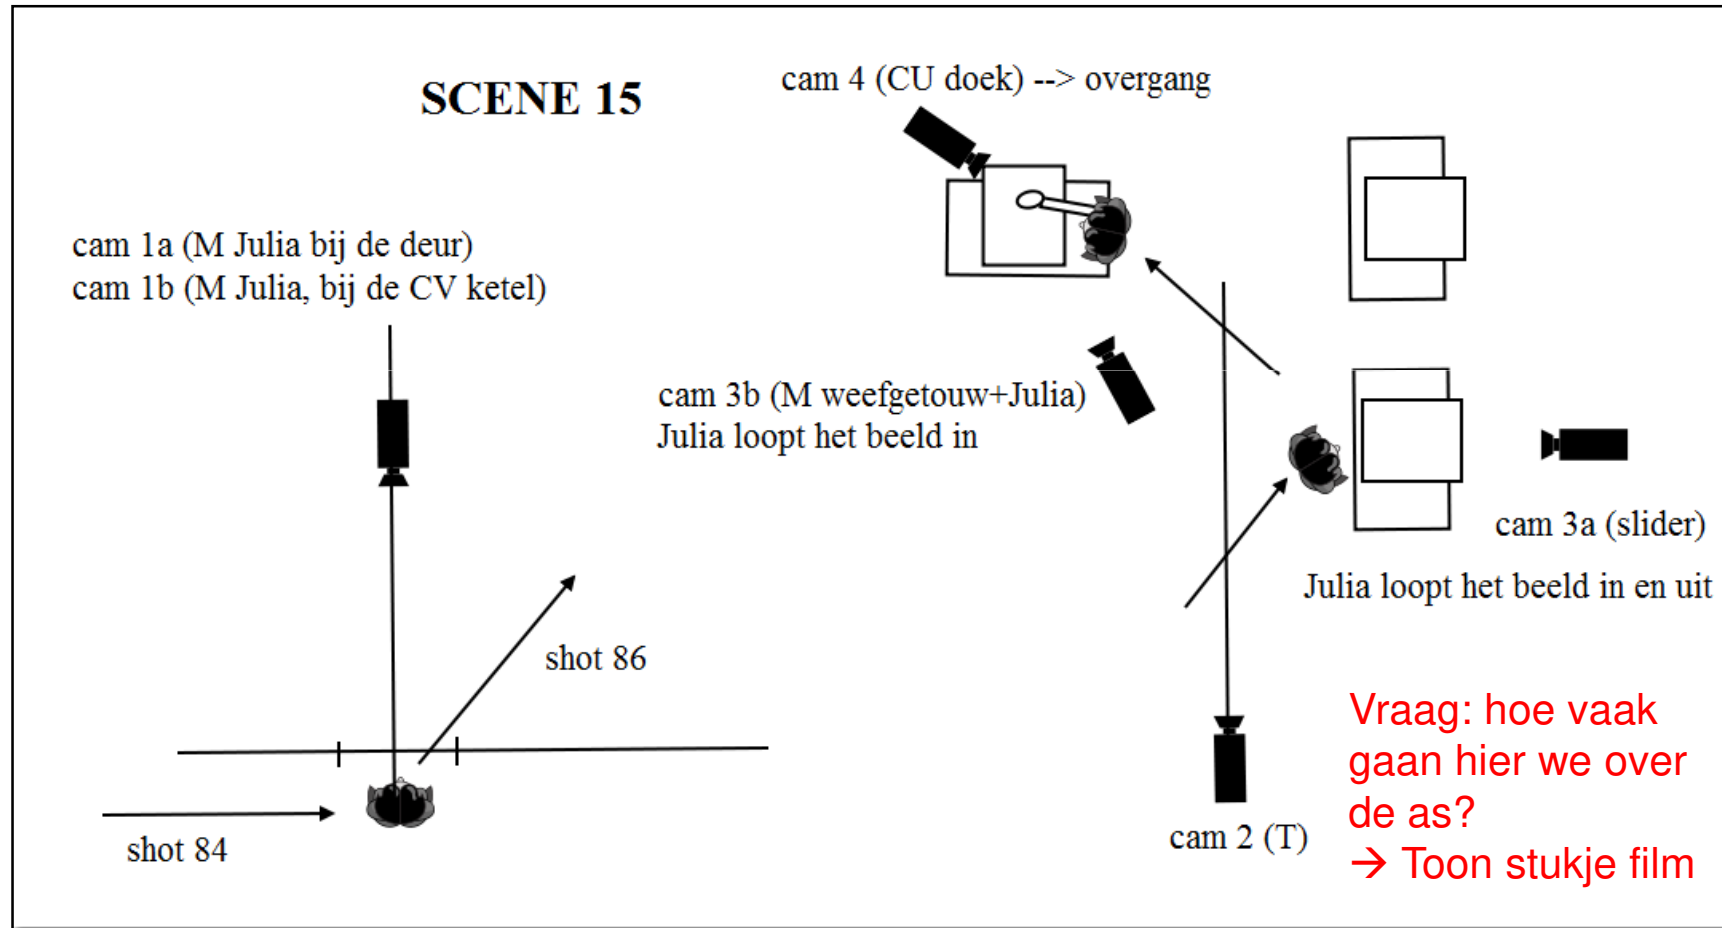 SCENE 15
cam 4 (CU doek) --> overgang
cam 1a (M Julia bij de deur)
cam 1b (M Julia, bij de CV ketel)
cam 3b (M weefgetouw+Julia)
Julia loopt het beeld in
cam 3a (slider)
Julia loopt het beeld in en uit
shot 86
shot 84
cam 2 (T)
Vraag: hoe vaak
gaan hier we over
de as?
→ Toon stukje film